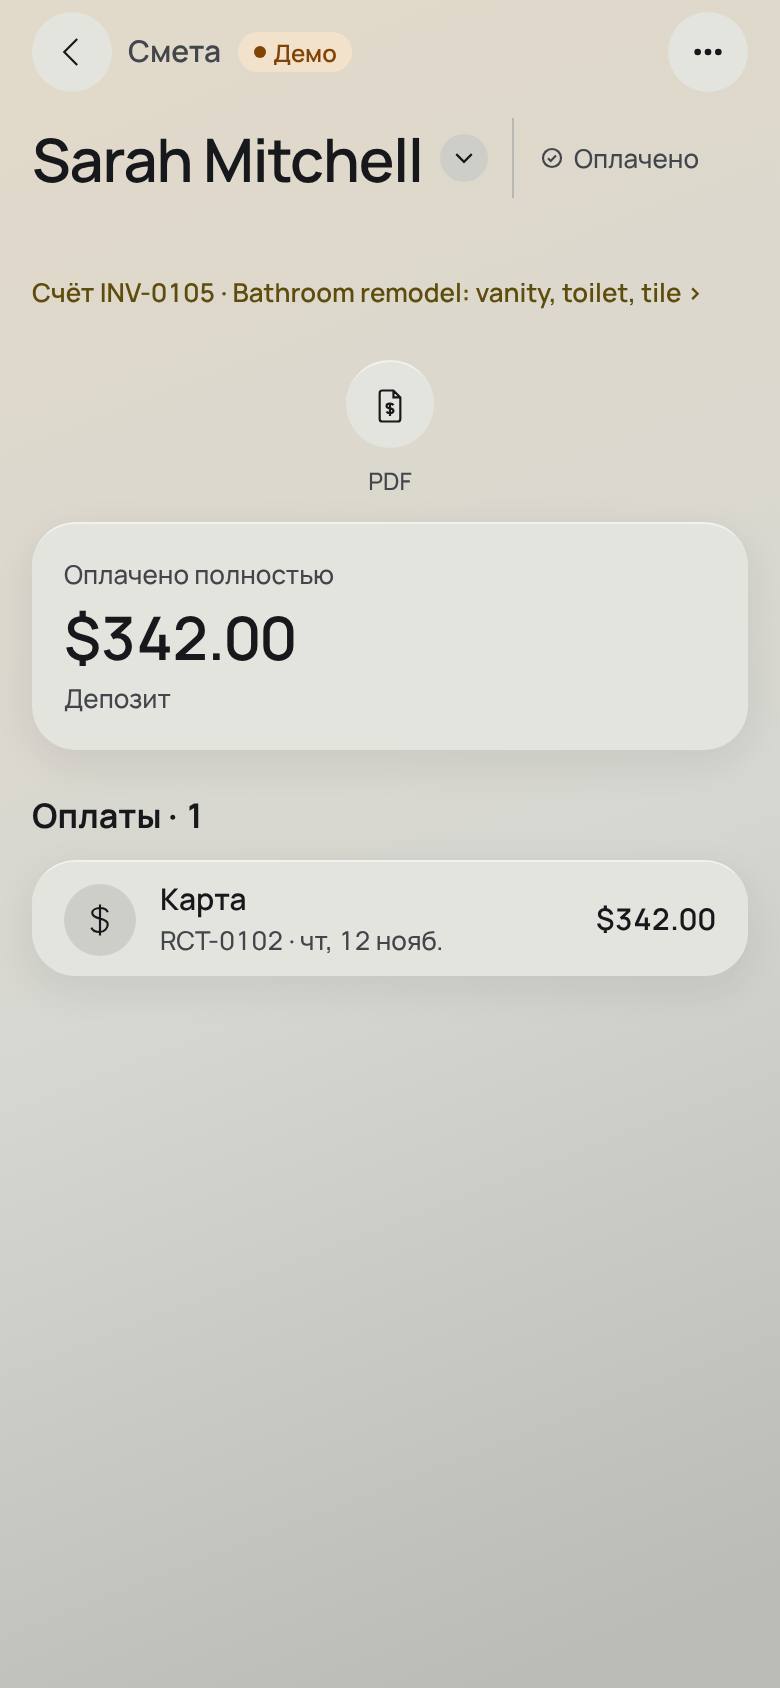 Смета
Демо
Sarah Mitchell
Оплачено
Счёт INV-0105 · Bathroom remodel: vanity, toilet, tile ›
$
PDF
Оплачено полностью
$342.00
Депозит
Оплаты · 1
$
Карта
RCT-0102 · чт, 12 нояб.
$342.00